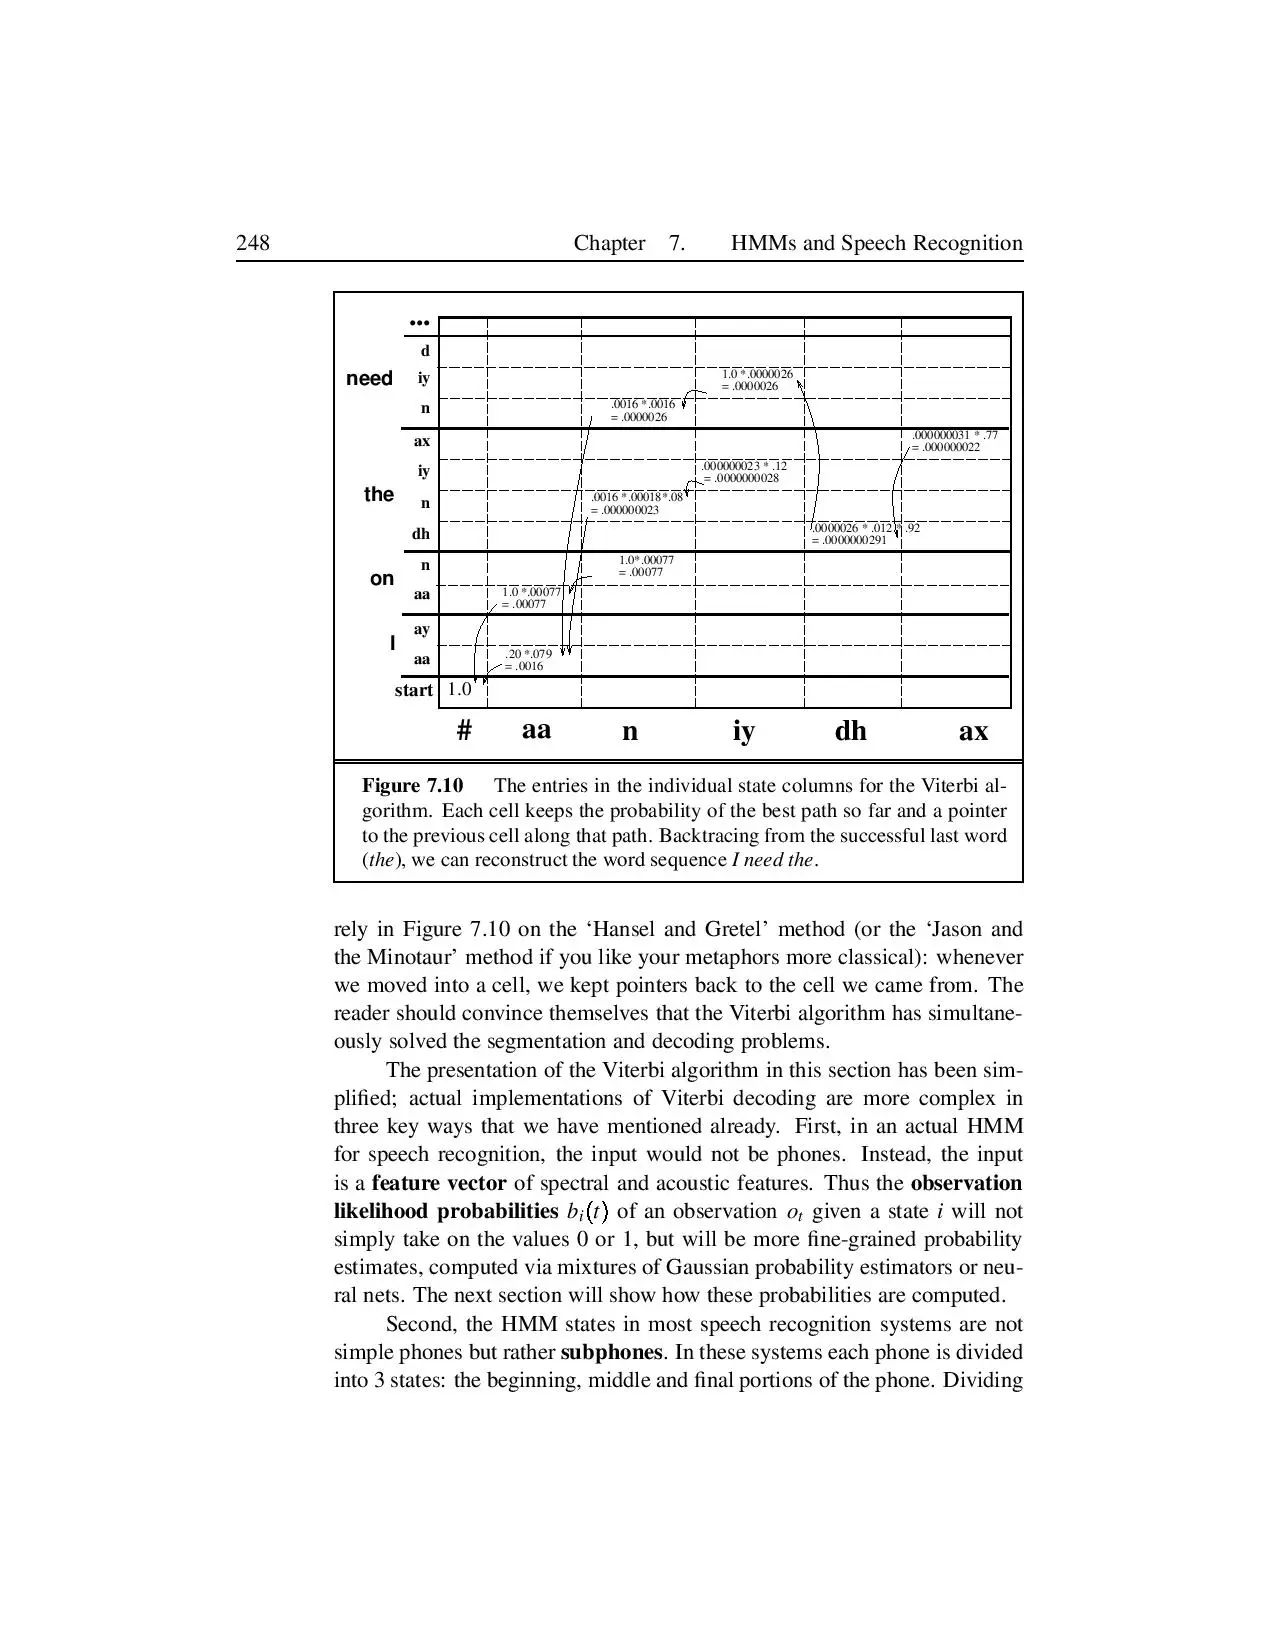 248 Chapter 7. HMMs and Speech Recognition
•••
d
need iy 1.0 *.0000026
= .0000026
n .0016 *.0016
= .0000026
ax .000000031 * .77
= .000000022
iy .000000023 * .12
= .0000000028
the
n .0016 *.00018*.08
= .000000023
dh .0000026 * .012 * .92
= .0000000291
n 1.0*.00077
= .00077
on
aa 1.0 *.00077
= .00077
ay
I
aa .20 *.079
= .0016
start 1.0
# aa n iy dh ax
Figure 7.10 The entries in the individual state columns for the Viterbi al-
gorithm. Each cell keeps the probability of the best path so far and a pointer
to the previous cell along that path. Backtracing from the successful last word
(the), we can reconstruct the word sequence I need the.
rely in Figure 7.10 on the ‘Hansel and Gretel’ method (or the ‘Jason and
the Minotaur’ method if you like your metaphors more classical): whenever
we moved into a cell, we kept pointers back to the cell we came from. The
reader should convince themselves that the Viterbi algorithm has simultane-
ously solved the segmentation and decoding problems.
The presentation of the Viterbi algorithm in this section has been sim-
plified; actual implementations of Viterbi decoding are more complex in
three key ways that we have mentioned already. First, in an actual HMM
for speech recognition, the input would not be phones. Instead, the input
is a feature vector of spectral and acoustic features. Thus the observation
likelihood probabilities bᵢ(t) of an observation oₜ given a state i will not
simply take on the values 0 or 1, but will be more fine-grained probability
estimates, computed via mixtures of Gaussian probability estimators or neu-
ral nets. The next section will show how these probabilities are computed.
Second, the HMM states in most speech recognition systems are not
simple phones but rather subphones. In these systems each phone is divided
into 3 states: the beginning, middle and final portions of the phone. Dividing